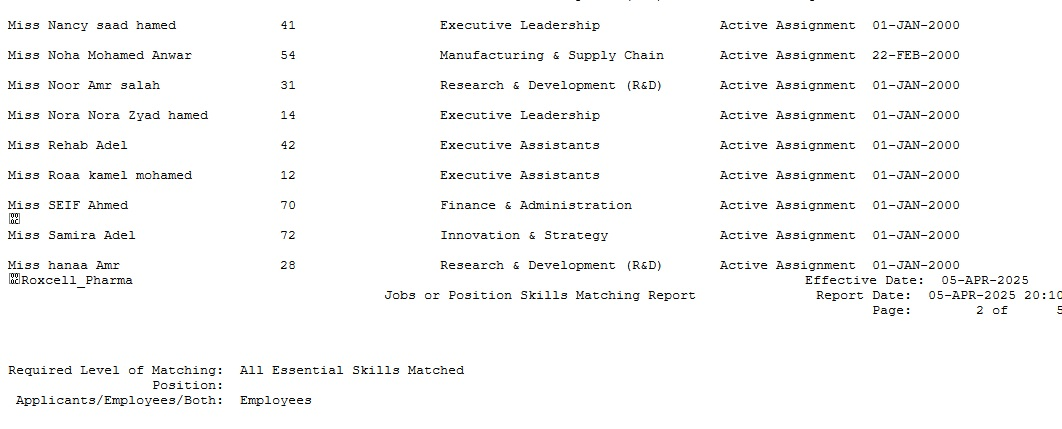 Miss Nancy saad hamed 41 Executive Leadership Active Assignment 01-JAN-2000
Miss Noha Mohamed Anwar 54 Manufacturing & Supply Chain Active Assignment 22-FEB-2000
Miss Noor Amr salah 31 Research & Development (R&D) Active Assignment 01-JAN-2000
Miss Nora Nora Zyad hamed 14 Executive Leadership Active Assignment 01-JAN-2000
Miss Rehab Adel 42 Executive Assistants Active Assignment 01-JAN-2000
Miss Roaa kamel mohamed 12 Executive Assistants Active Assignment 01-JAN-2000
Miss SEIF Ahmed 70 Finance & Administration Active Assignment 01-JAN-2000
Miss Samira Adel 72 Innovation & Strategy Active Assignment 01-JAN-2000
Miss hanaa Amr 28 Research & Development (R&D) Active Assignment 01-JAN-2000
Roxcell_Pharma Effective Date: 05-APR-2025
Jobs or Position Skills Matching Report Report Date: 05-APR-2025 20:10
Page: 2 of 5
Required Level of Matching: All Essential Skills Matched
Position:
Applicants/Employees/Both: Employees